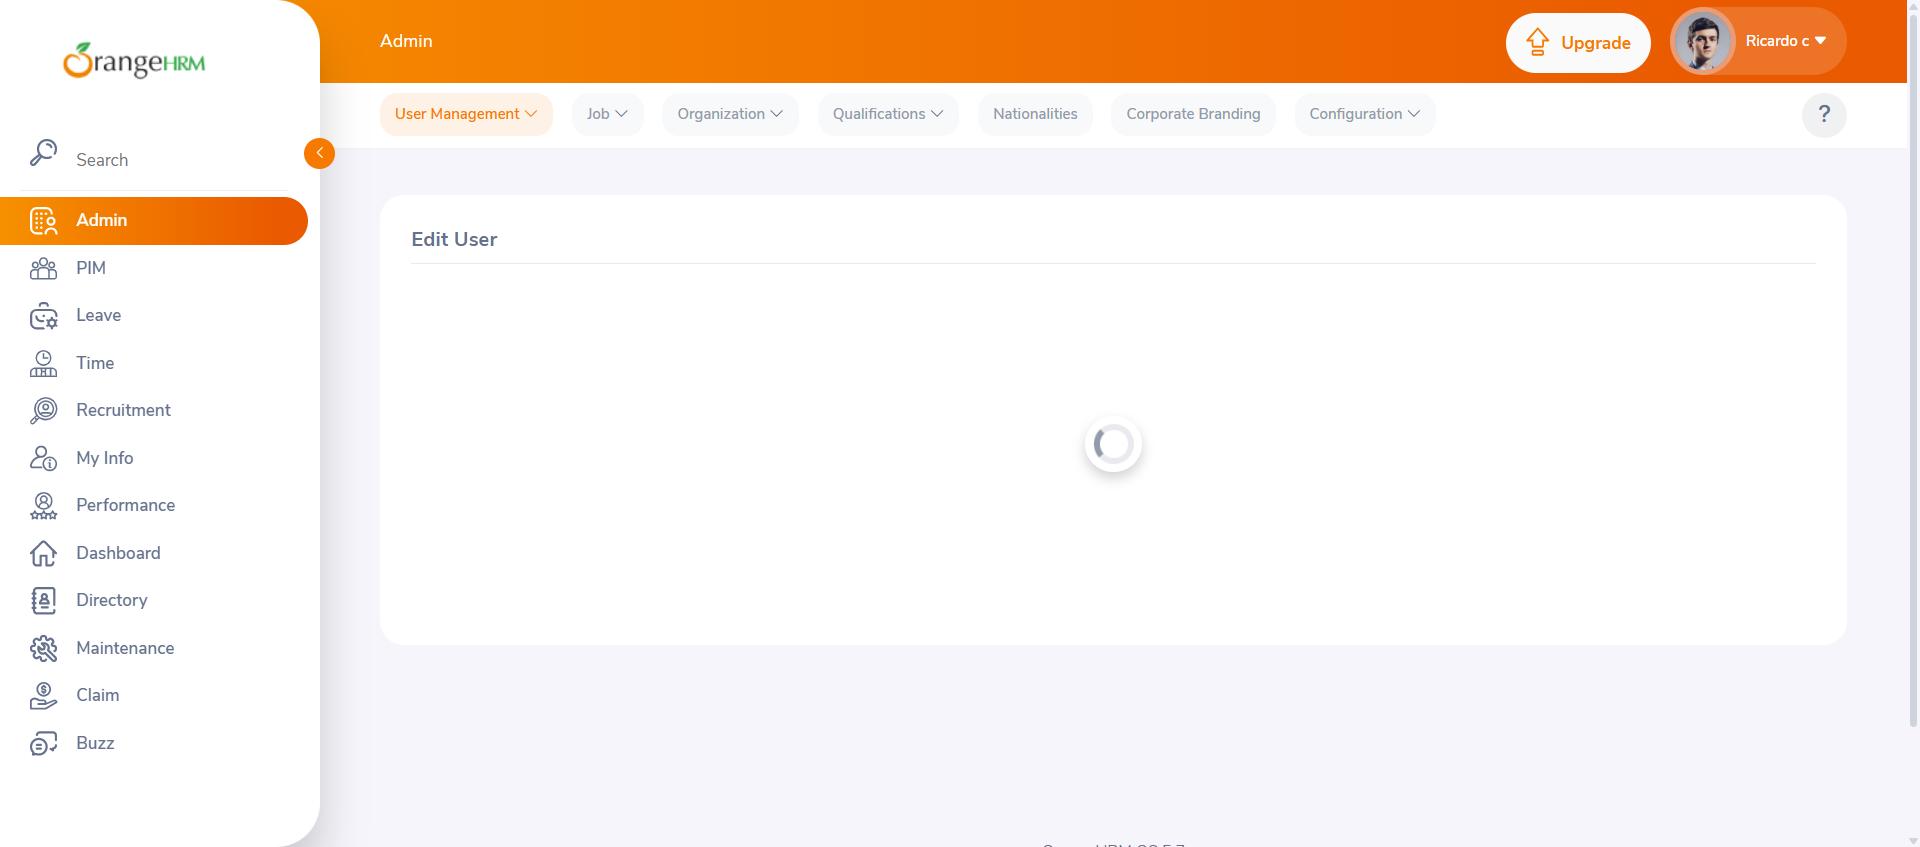 OrangeHRM
Search
Admin
PIM
Leave
Time
Recruitment
My Info
Performance
Dashboard
Directory
Maintenance
Claim
Buzz
Admin
Upgrade
Ricardo c
User Management
Job
Organization
Qualifications
Nationalities
Corporate Branding
Configuration
?
Edit User